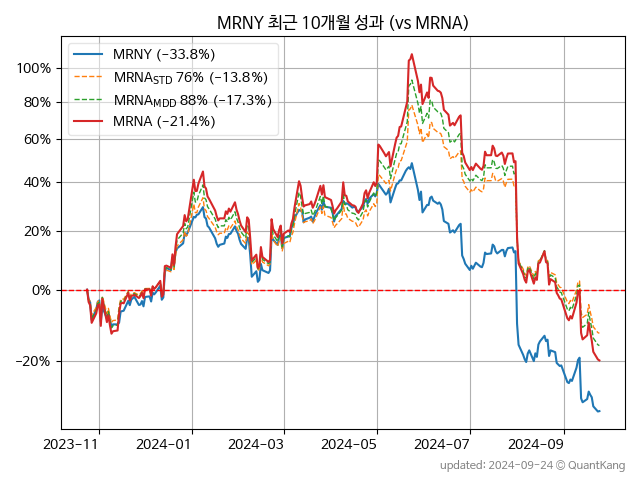 MRNY 최근 10개월 성과 (vs MRNA)
MRNY (−33.8%)
MRNA_STD 76% (−13.8%)
MRNA_MDD 88% (−17.3%)
MRNA (−21.4%)
100%
80%
60%
40%
20%
0%
−20%
2023−11 2024−01 2024−03 2024−05 2024−07 2024−09
updated: 2024−09−24 © QuantKang